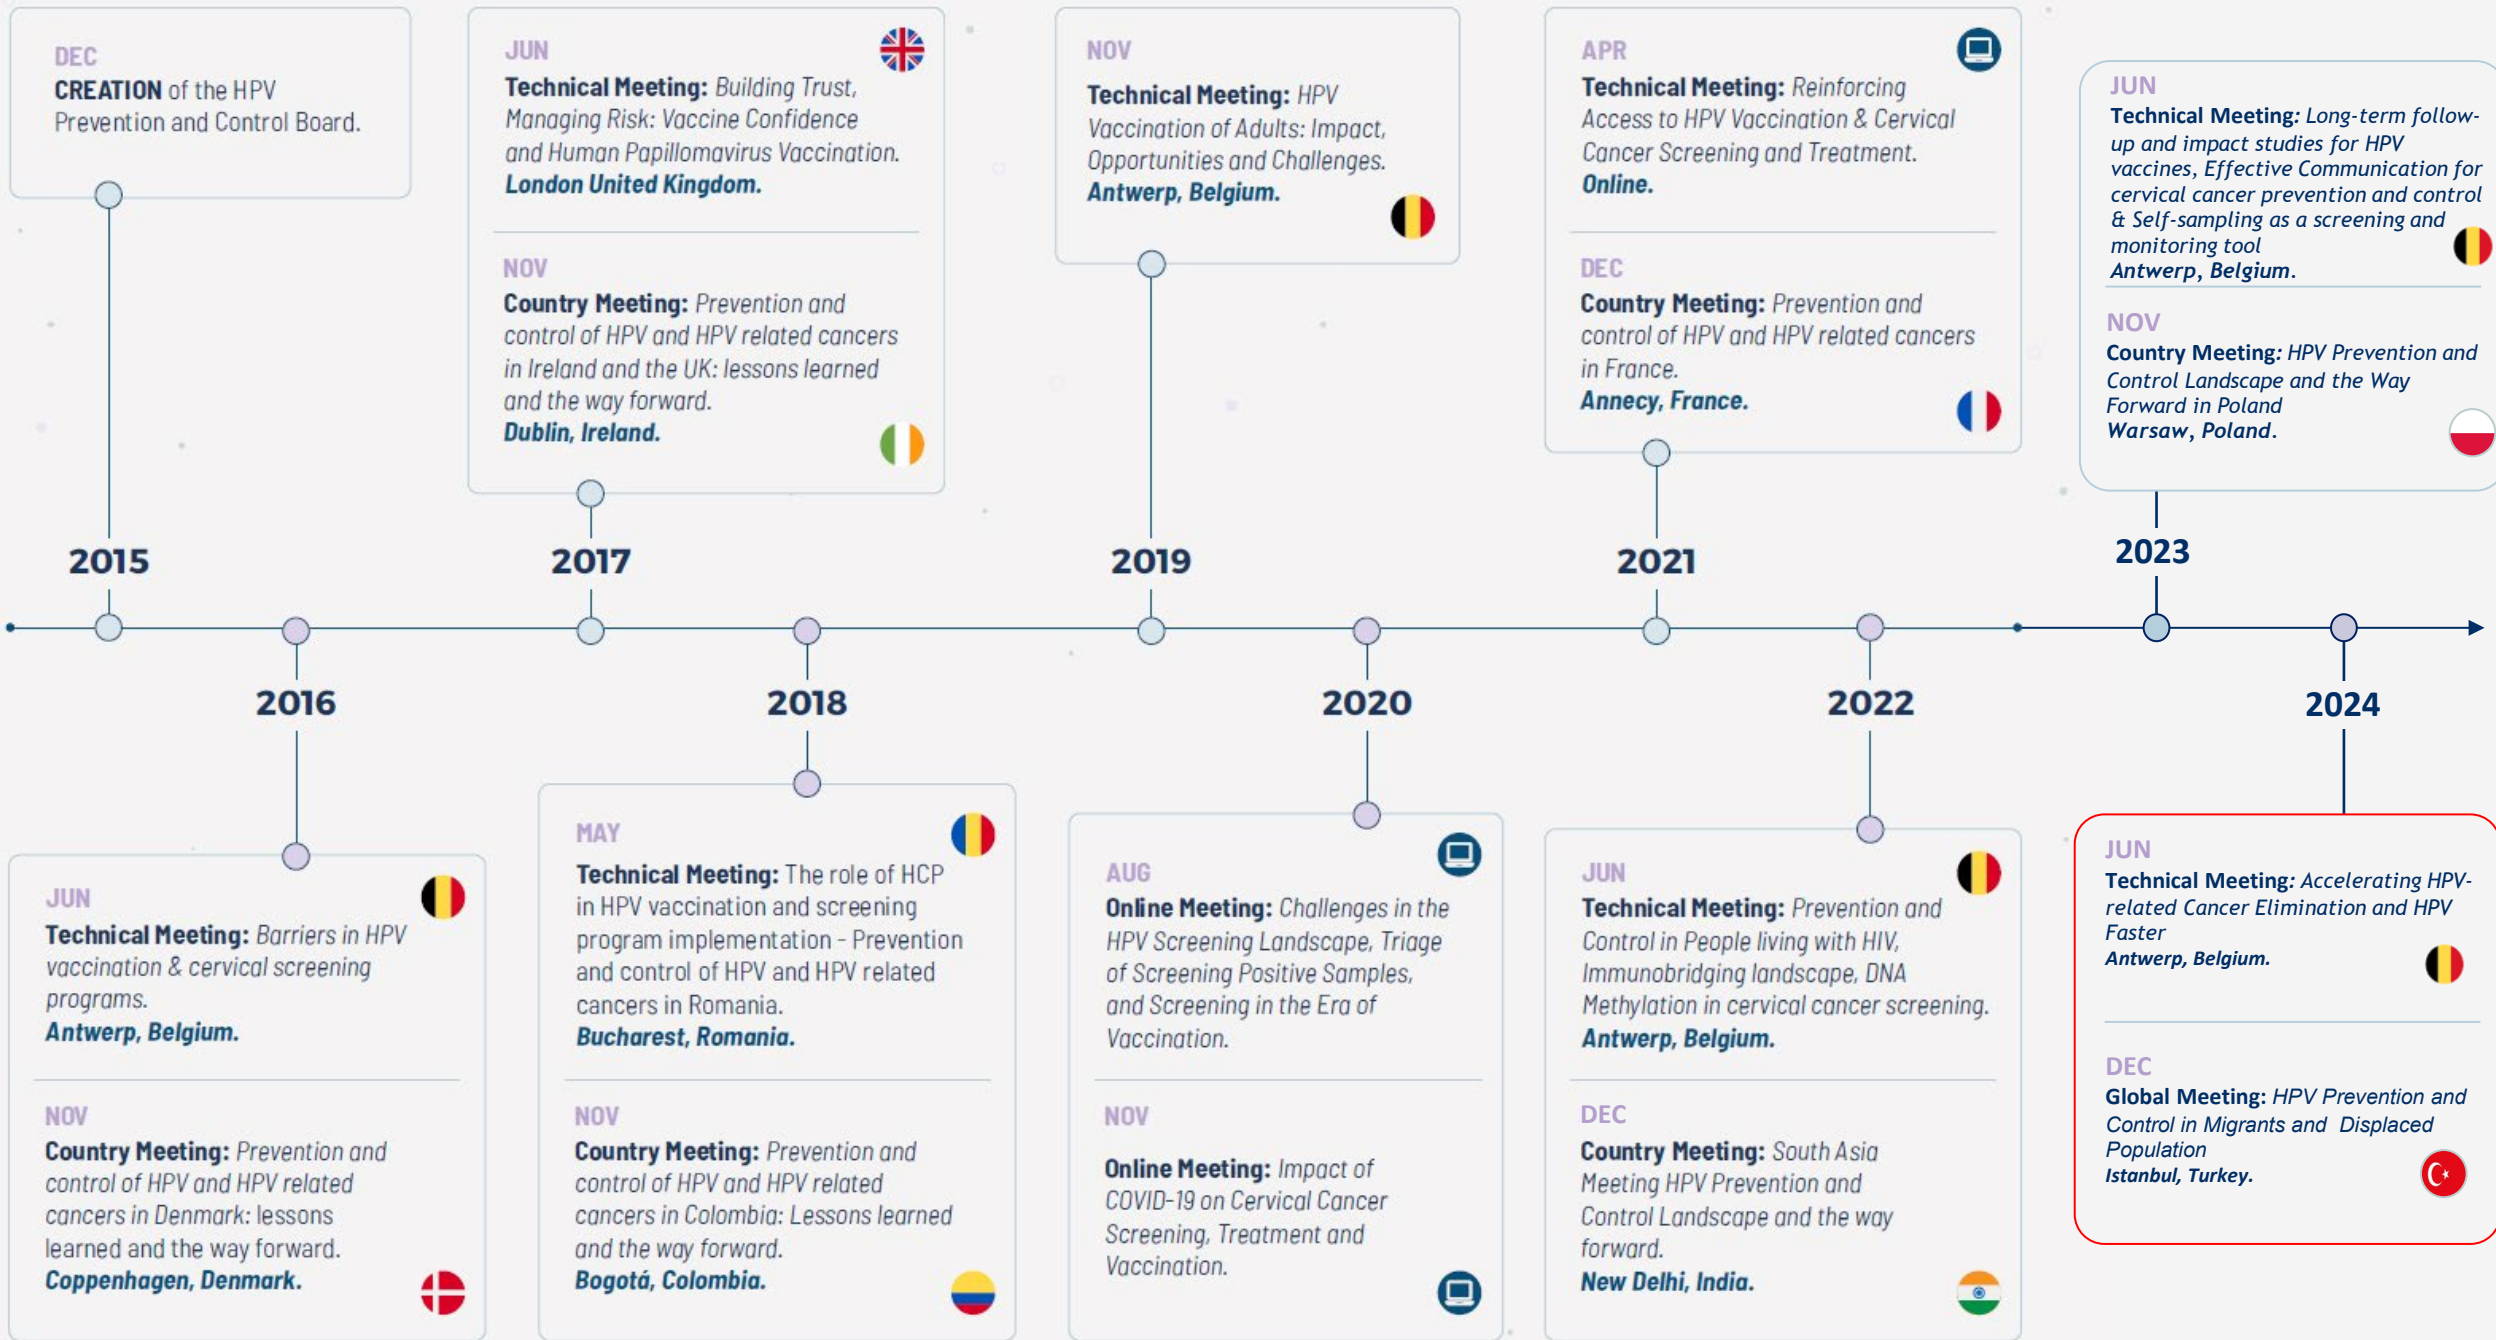 DEC
CREATION of the HPV
Prevention and Control Board.
2015
JUN
Technical Meeting: Barriers in HPV
vaccination & cervical screening
programs.
Antwerp, Belgium.
NOV
Country Meeting: Prevention and
control of HPV and HPV related
cancers in Denmark: lessons
learned and the way forward.
Coppenhagen, Denmark.
2016
JUN
Technical Meeting: Building Trust,
Managing Risk: Vaccine Confidence
and Human Papillomavirus Vaccination.
London United Kingdom.
NOV
Country Meeting: Prevention and
control of HPV and HPV related cancers
in Ireland and the UK: lessons learned
and the way forward.
Dublin, Ireland.
2017
2018
MAY
Technical Meeting: The role of HCP
in HPV vaccination and screening
program implementation - Prevention
and control of HPV and HPV related
cancers in Romania.
Bucharest, Romania.
NOV
Country Meeting: Prevention and
control of HPV and HPV related
cancers in Colombia: Lessons learned
and the way forward.
Bogotá, Colombia.
NOV
Technical Meeting: HPV
Vaccination of Adults: Impact,
Opportunities and Challenges.
Antwerp, Belgium.
2019
2020
AUG
Online Meeting: Challenges in the
HPV Screening Landscape, Triage
of Screening Positive Samples,
and Screening in the Era of
Vaccination.
NOV
Online Meeting: Impact of
COVID-19 on Cervical Cancer
Screening, Treatment and
Vaccination.
APR
Technical Meeting: Reinforcing
Access to HPV Vaccination & Cervical
Cancer Screening and Treatment.
Online.
DEC
Country Meeting: Prevention and
control of HPV and HPV related cancers
in France.
Annecy, France.
2021
2022
JUN
Technical Meeting: Prevention and
Control in People living with HIV,
Immunobridging landscape, DNA
Methylation in cervical cancer screening.
Antwerp, Belgium.
DEC
Country Meeting: South Asia
Meeting HPV Prevention and
Control Landscape and the way
forward.
New Delhi, India.
JUN
Technical Meeting: Long-term follow-
up and impact studies for HPV
vaccines, Effective Communication for
cervical cancer prevention and control
& Self-sampling as a screening and
monitoring tool
Antwerp, Belgium.
NOV
Country Meeting: HPV Prevention and
Control Landscape and the Way
Forward in Poland
Warsaw, Poland.
2023
2024
JUN
Technical Meeting: Accelerating HPV-
related Cancer Elimination and HPV
Faster
Antwerp, Belgium.
DEC
Global Meeting: HPV Prevention and
Control in Migrants and Displaced
Population
Istanbul, Turkey.